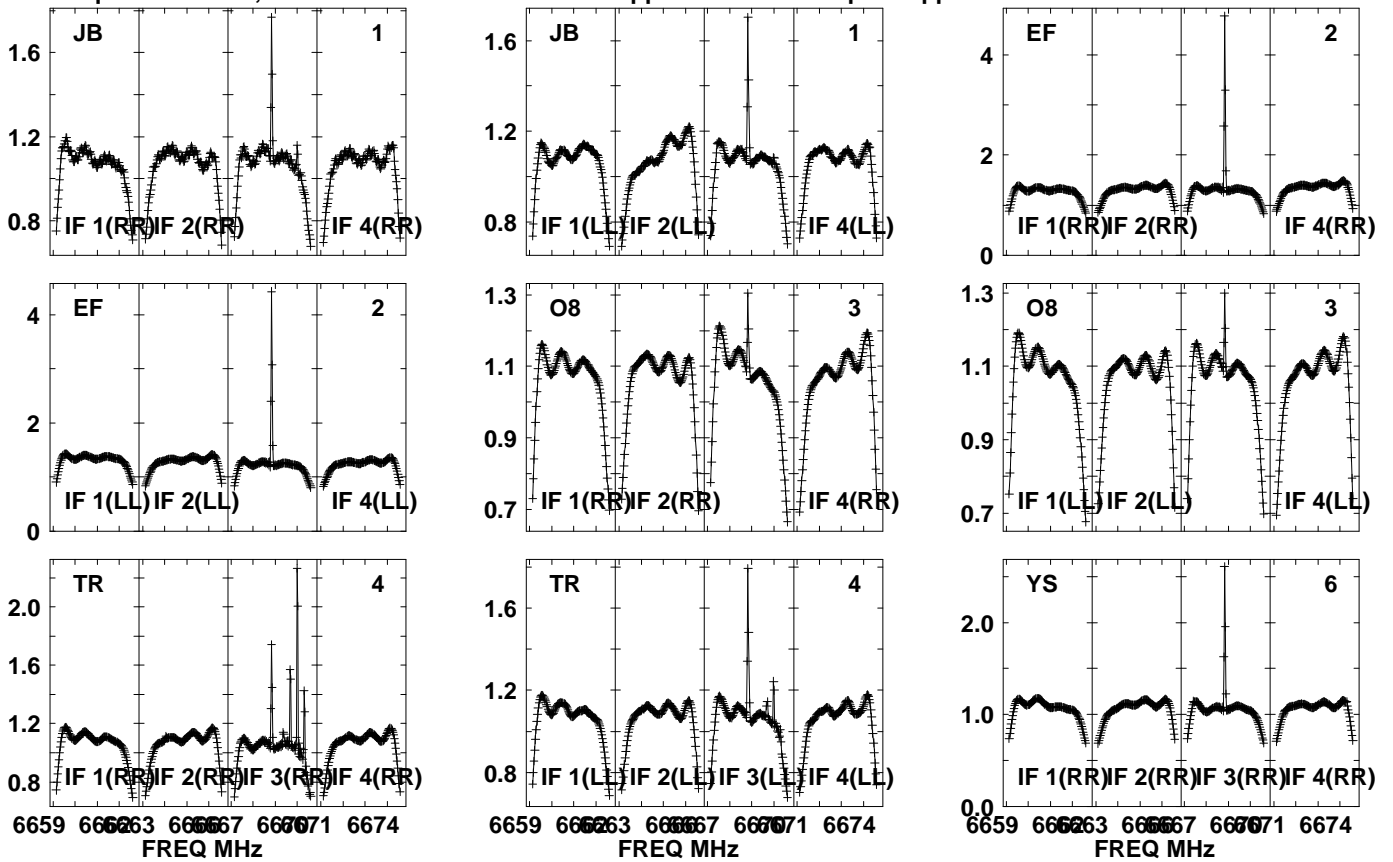 JB 1
1.6
1.2
0.8
IF 1(RR) IF 2(RR) IF 4(RR)
JB 1
1.6
1.2
0.8
IF 1(LL) IF 2(LL) IF 4(LL)
EF 2
4
2
0
IF 1(RR) IF 2(RR) IF 4(RR)
EF 2
4
2
0
IF 1(LL) IF 2(LL) IF 4(LL)
O8 3
1.3
1.1
0.9
0.7
IF 1(RR) IF 2(RR) IF 4(RR)
O8 3
1.3
1.1
0.9
0.7
IF 1(LL) IF 2(LL) IF 4(LL)
TR 4
2.0
1.6
1.2
0.8
IF 1(RR) IF 2(RR) IF 3(RR) IF 4(RR)
6659 6674
FREQ MHz
TR 4
1.6
1.2
0.8
IF 1(LL) IF 2(LL) IF 3(LL) IF 4(LL)
6659 6674
FREQ MHz
YS 6
2.0
1.0
0.0
IF 1(RR) IF 2(RR) IF 3(RR) IF 4(RR)
6659 6674
FREQ MHz